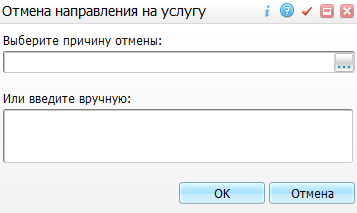 Отмена направления на услугу
Выберите причину отмены:
...
Или введите вручную:
OK Отмена